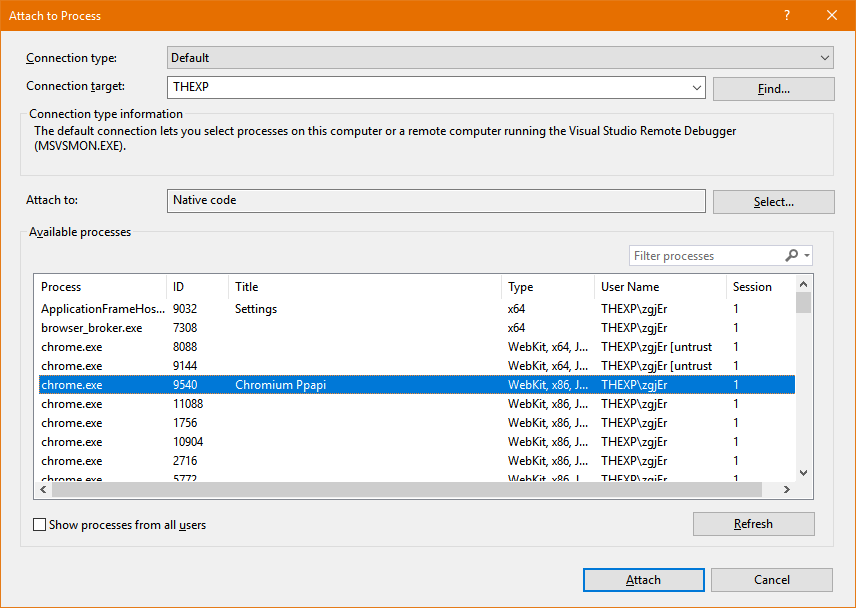 Attach to Process
Connection type: Default
Connection target: THEXP Find...
Connection type information
The default connection lets you select processes on this computer or a remote computer running the Visual Studio Remote Debugger
(MSVSMON.EXE).
Attach to: Native code Select...
Available processes
Filter processes
Process ID Title Type User Name Session
ApplicationFrameHos... 9032 Settings x64 THEXP\zgjEr 1
browser_broker.exe 7308 x64 THEXP\zgjEr 1
chrome.exe 8088 WebKit, x64, J... THEXP\zgjEr [untrust 1
chrome.exe 9144 WebKit, x64, J... THEXP\zgjEr [untrust 1
chrome.exe 9540 Chromium Ppapi WebKit, x86, J... THEXP\zgjEr 1
chrome.exe 11088 WebKit, x86, J... THEXP\zgjEr 1
chrome.exe 1756 WebKit, x86, J... THEXP\zgjEr 1
chrome.exe 10904 WebKit, x86, J... THEXP\zgjEr 1
chrome.exe 2716 WebKit, x86, J... THEXP\zgjEr 1
chrome.exe 5772 WebKit, x86, J... THEXP\zgjEr 1
Show processes from all users Refresh
Attach Cancel